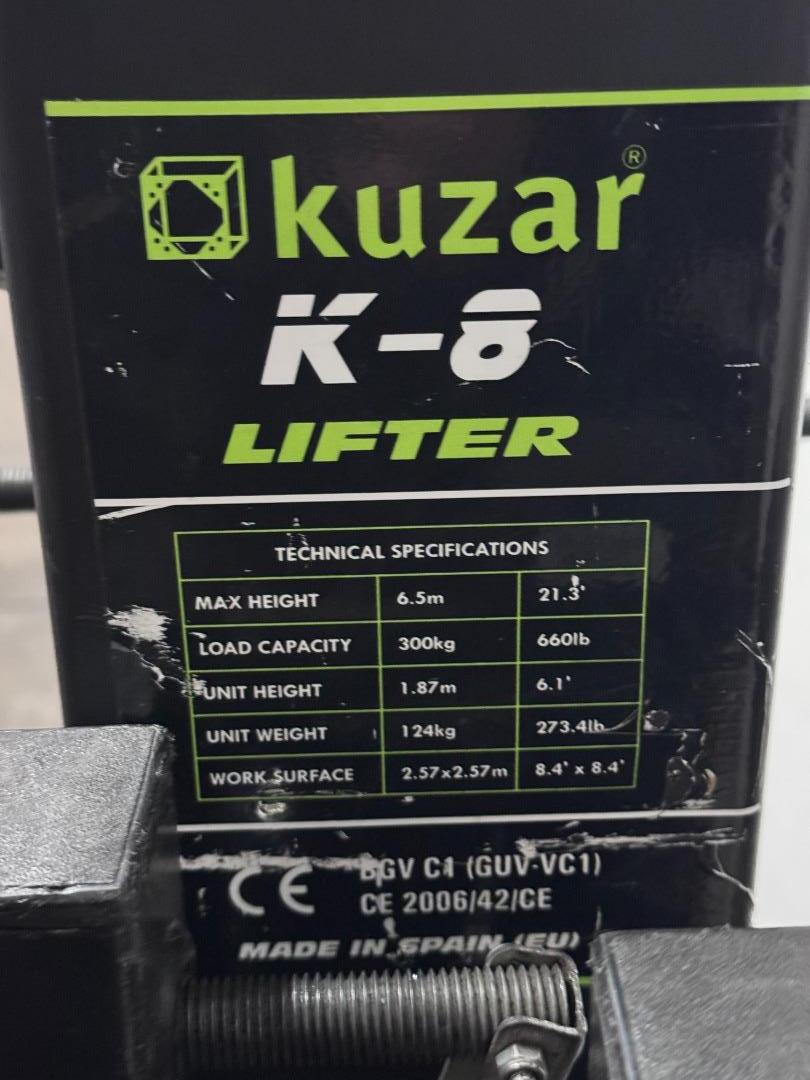 kuzar®
K-8
LIFTER
TECHNICAL SPECIFICATIONS
MAX HEIGHT 6.5m 21.3'
LOAD CAPACITY 300kg 660lb
UNIT HEIGHT 1.87m 6.1'
UNIT WEIGHT 124kg 273.4lb
WORK SURFACE 2.57x2.57m 8.4' x 8.4'
CE BGV C1 (GUV-VC1)
CE 2006/42/CE
MADE IN SPAIN (EU)